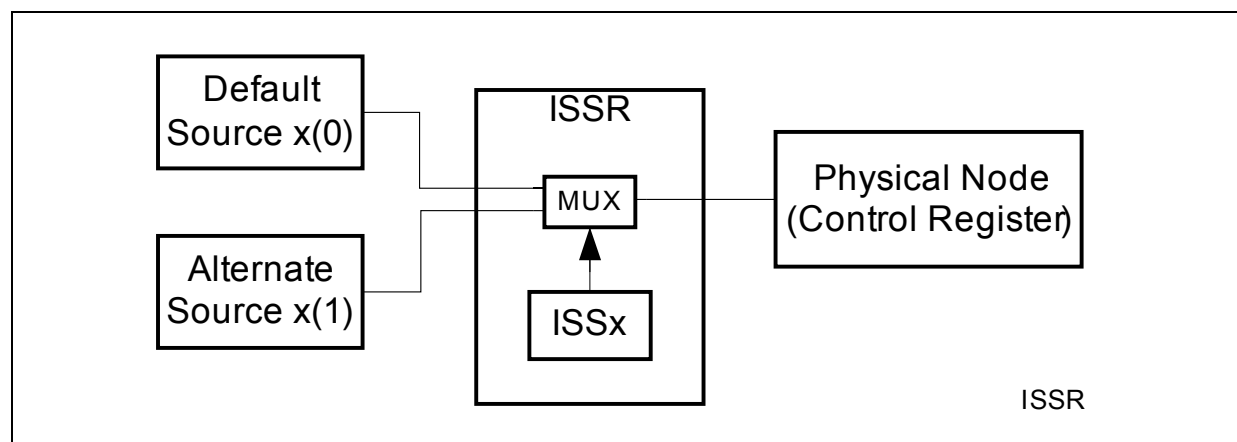 Default
Source x(0)
Alternate
Source x(1)
ISSR
MUX
ISSx
Physical Node
(Control Register)
ISSR